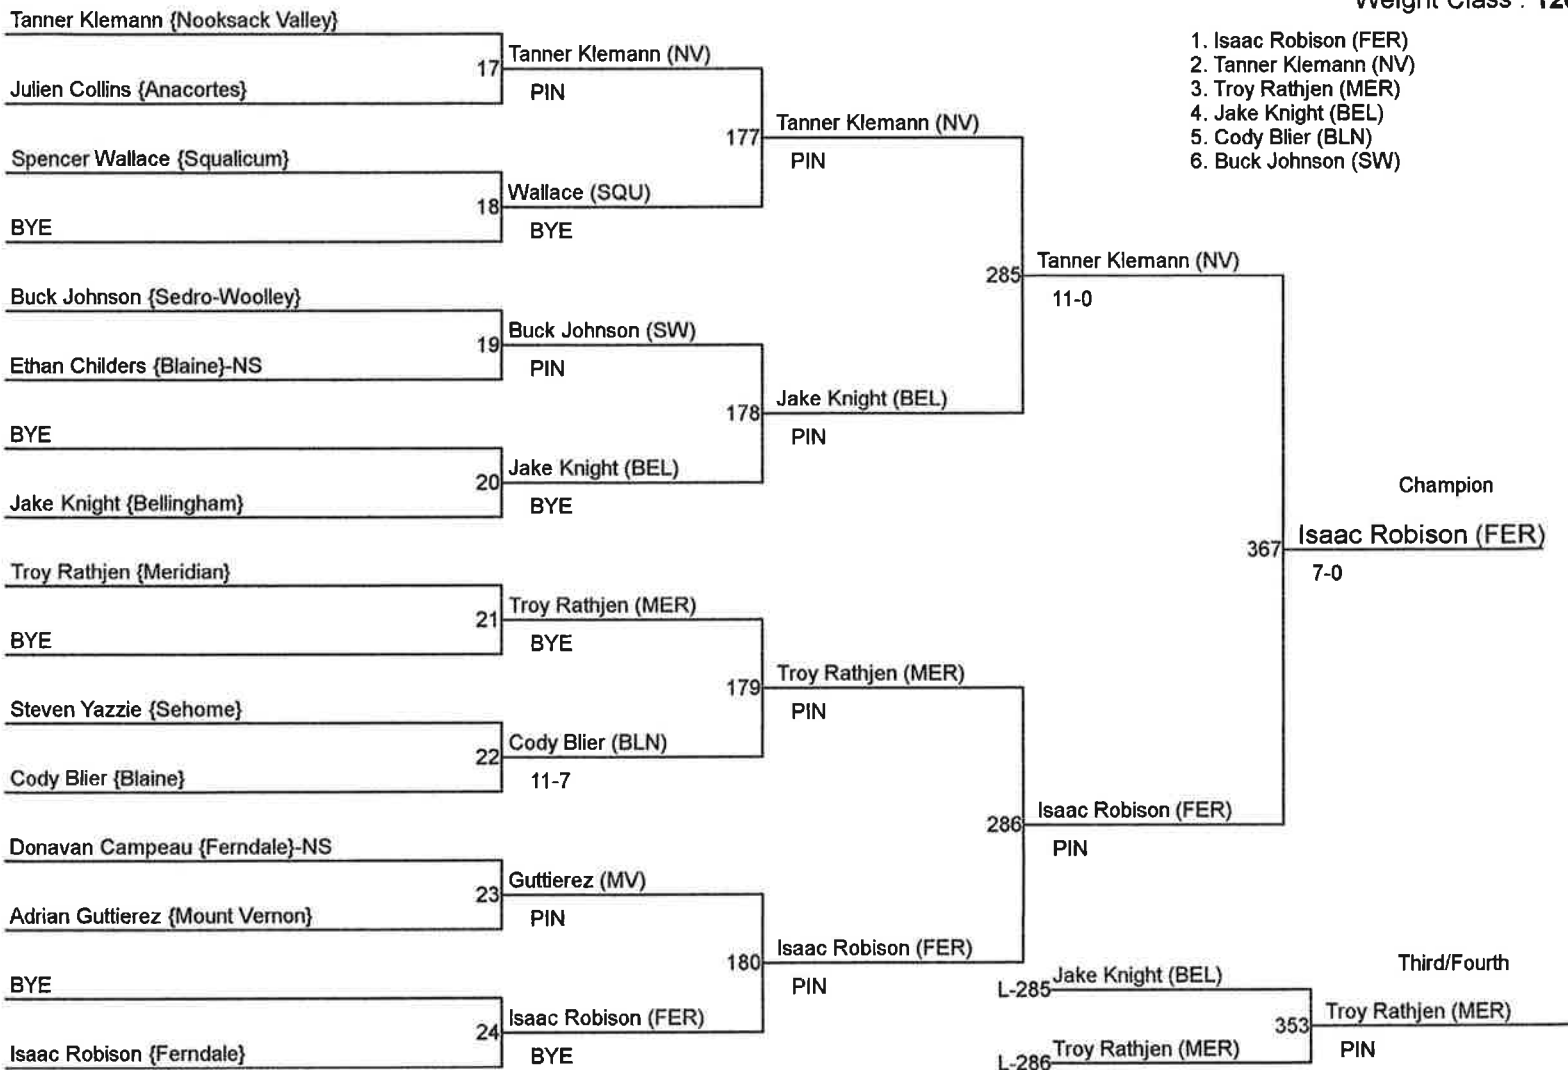 Weight Class :
1. Isaac Robison (FER)
2. Tanner Klemann (NV)
3. Troy Rathjen (MER)
4. Jake Knight (BEL)
5. Cody Blier (BLN)
6. Buck Johnson (SW)
Tanner Klemann {Nooksack Valley}
17 Tanner Klemann (NV)
PIN
Julien Collins {Anacortes}
177 Tanner Klemann (NV)
PIN
Spencer Wallace {Squalicum}
18 Wallace (SQU)
BYE
BYE
285 Tanner Klemann (NV)
11-0
Buck Johnson {Sedro-Woolley}
19 Buck Johnson (SW)
PIN
Ethan Childers {Blaine}-NS
178 Jake Knight (BEL)
PIN
BYE
20 Jake Knight (BEL)
BYE
Jake Knight {Bellingham}
Champion
367 Isaac Robison (FER)
7-0
Troy Rathjen {Meridian}
21 Troy Rathjen (MER)
BYE
BYE
179 Troy Rathjen (MER)
PIN
Steven Yazzie {Sehome}
22 Cody Blier (BLN)
11-7
Cody Blier {Blaine}
286 Isaac Robison (FER)
PIN
Donavan Campeau {Ferndale}-NS
23 Guttierez (MV)
PIN
Adrian Guttierez {Mount Vernon}
180 Isaac Robison (FER)
PIN
BYE
24 Isaac Robison (FER)
BYE
Isaac Robison {Ferndale}
Third/Fourth
L-285 Jake Knight (BEL)
353 Troy Rathjen (MER)
PIN
L-286 Troy Rathjen (MER)